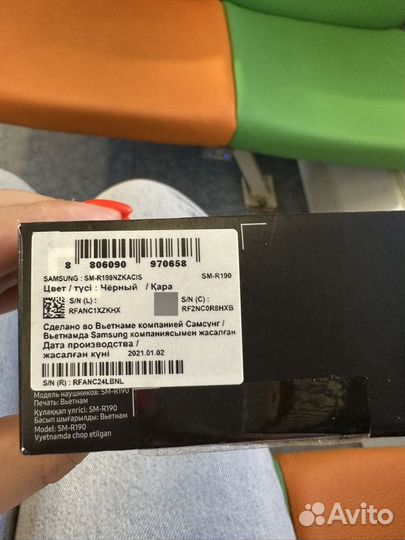 8 806090 970658
SAMSUNG : SM-R190NZKACIS SM-R190
Цвет / түсі : Чёрный / Қара
S/N (L) : S/N (C) :
RFANC1XZKHX RF2NC0R8HXB
Сделано во Вьетнаме компанией Самсунг /
Вьетнамда Samsung компаниясымен жасалған
Дата производства /
жасалған күні 2021.01.02
S/N (R) : RFANC24LBNL
Модель наушников: SM-R190
Печать: Вьетнам
Құлаққап үлгісі: SM-R190
Басып шығарылды: Вьетнам
Model: SM-R190
Vyetnamda chop etilgan
Avito